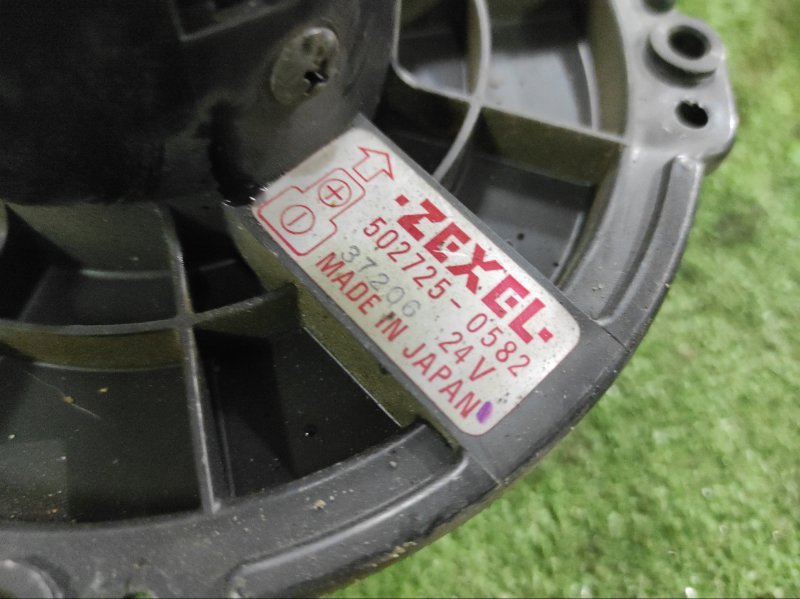 ·ZEXEL·
502725-0582
37206 24V
MADE IN JAPAN